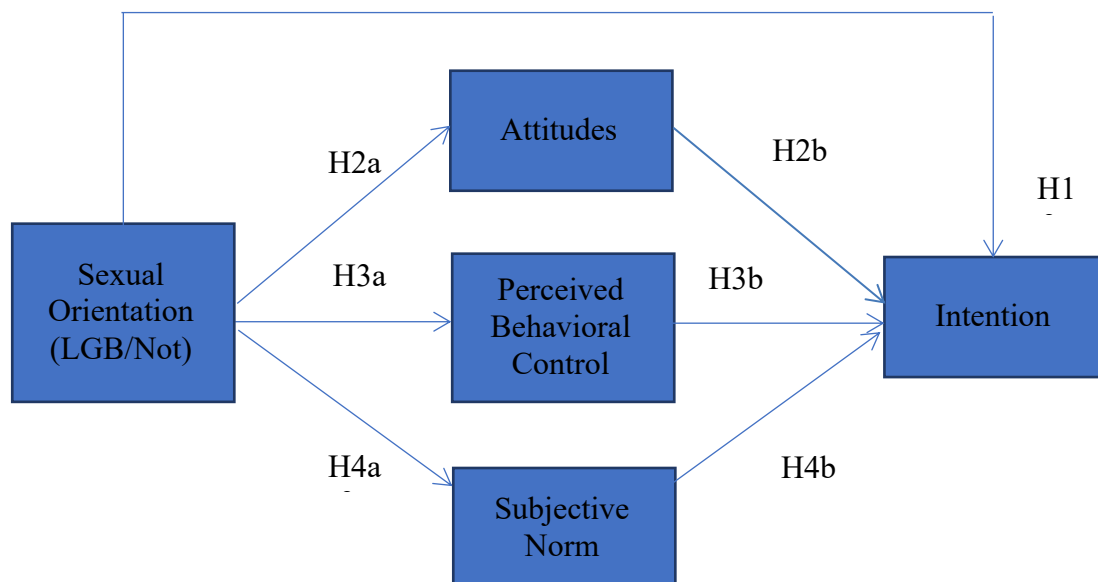 Attitudes
H2a
H2b
H1
Sexual
Orientation
(LGB/Not)
H3a
Perceived
Behavioral
Control
H3b
Intention
H4a
H4b
Subjective
Norm